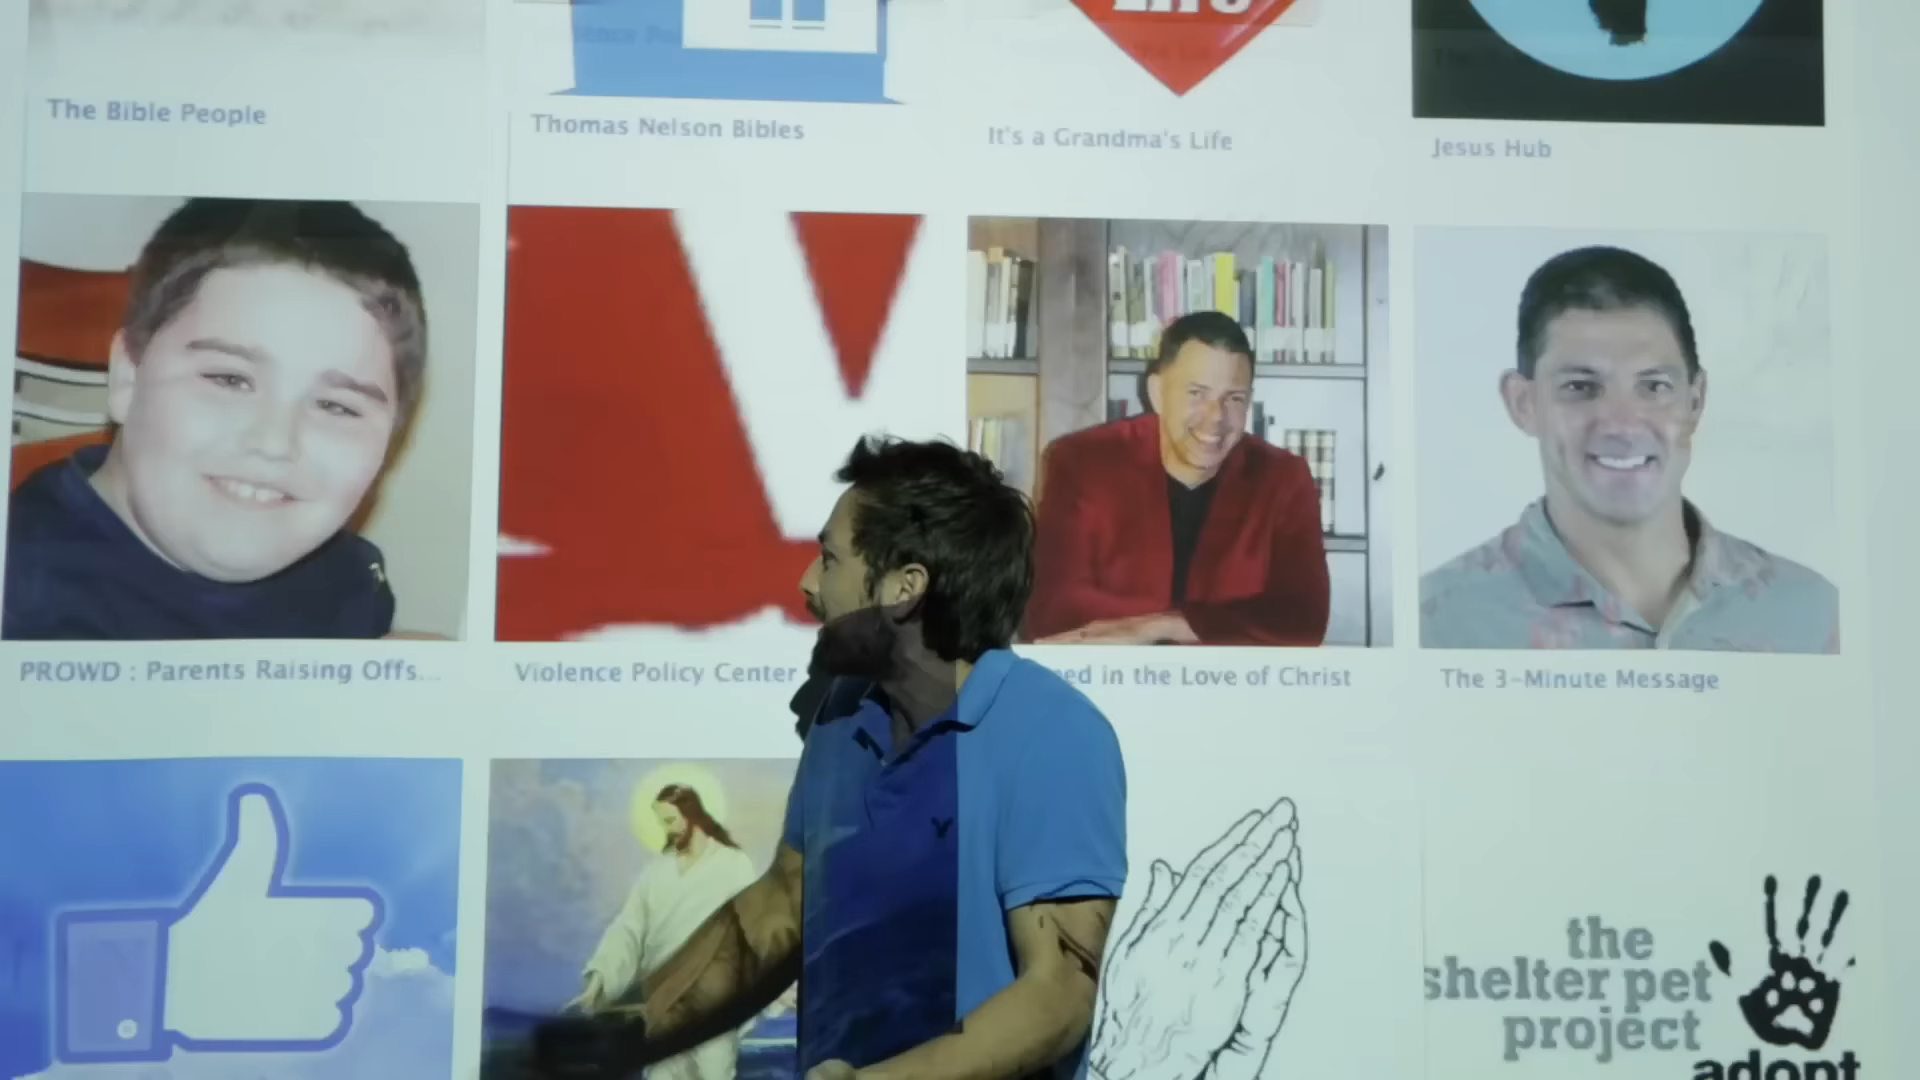 The Bible People
Thomas Nelson Bibles
It's a Grandma's Life
Jesus Hub
PROWD : Parents Raising Offs...
Violence Policy Center
ed in the Love of Christ
The 3-Minute Message
the
shelter pet
project
adopt